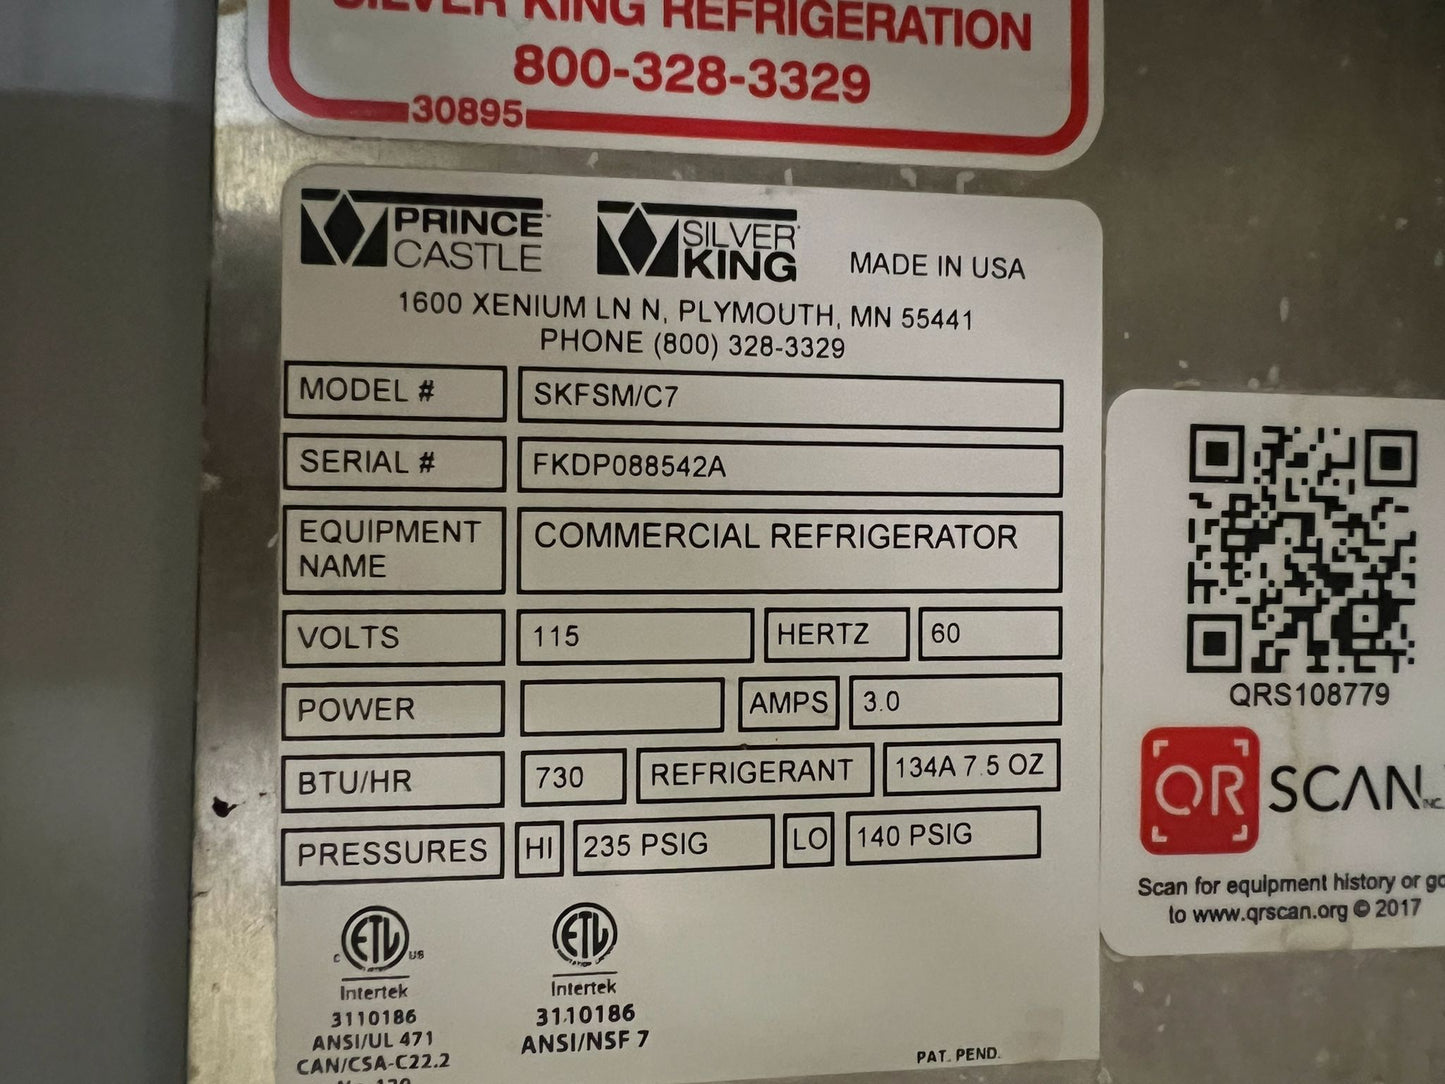 SILVER KING REFRIGERATION
800-328-3329
30895
PRINCE CASTLE
SILVER KING
MADE IN USA
1600 XENIUM LN N, PLYMOUTH, MN 55441
PHONE (800) 328-3329
MODEL # SKFSM/C7
SERIAL # FKDP088542A
EQUIPMENT NAME COMMERCIAL REFRIGERATOR
VOLTS 115 HERTZ 60
POWER AMPS 3.0
BTU/HR 730 REFRIGERANT 134A 7.5 OZ
PRESSURES HI 235 PSIG LO 140 PSIG
C ETL US
Intertek
3110186
ANSI/UL 471
CAN/CSA-C22.2
ETL
Intertek
3110186
ANSI/NSF 7
PAT. PEND.
QRS108779
QR SCAN INC.
Scan for equipment history or go
to www.qrscan.org © 2017